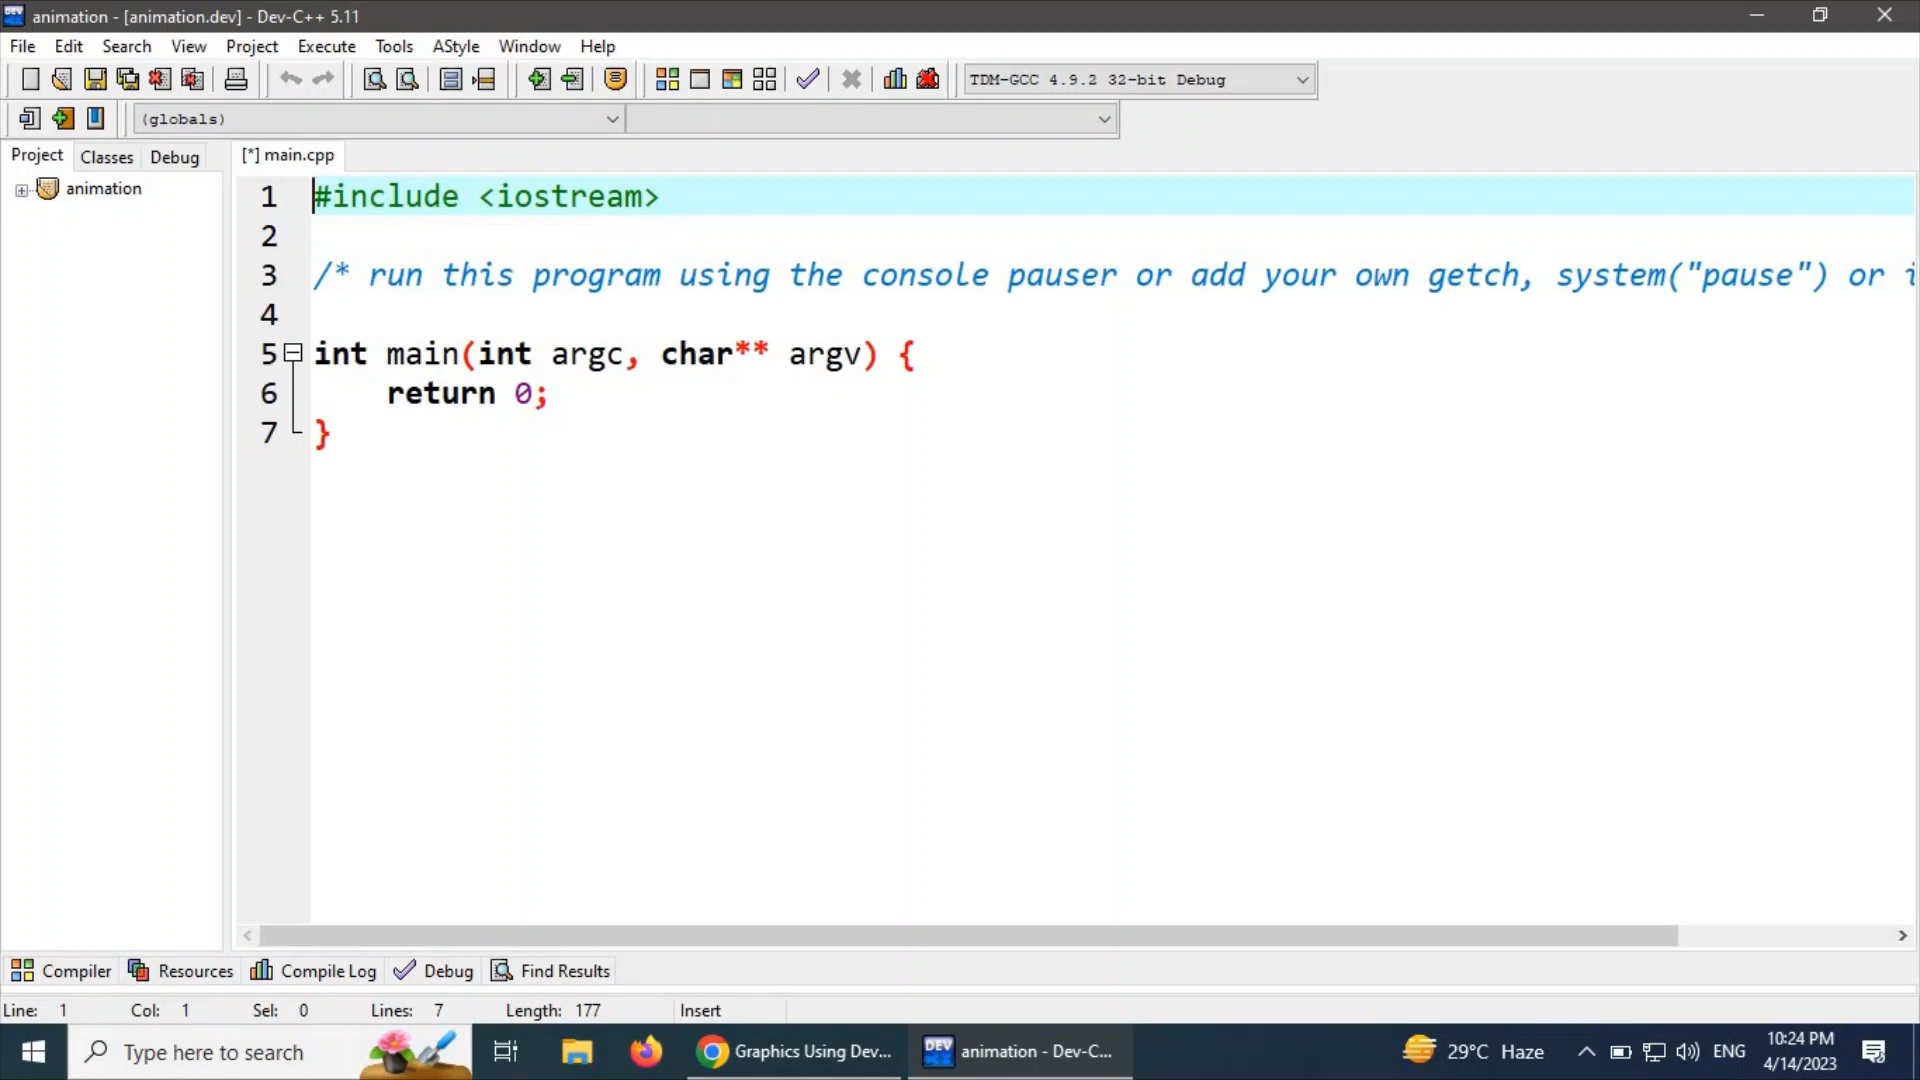 animation - [animation.dev] - Dev-C++ 5.11
File Edit Search View Project Execute Tools AStyle Window Help
TDM-GCC 4.9.2 32-bit Debug
(globals)
Project Classes Debug [*] main.cpp
animation
1 #include <iostream>
2
3 /* run this program using the console pauser or add your own getch, system("pause") or
4
5 int main(int argc, char** argv) {
6 return 0;
7 }
Compiler Resources Compile Log Debug Find Results
Line: 1 Col: 1 Sel: 0 Lines: 7 Length: 177 Insert
Type here to search Graphics Using Dev... DEV animation - Dev-C... 29°C Haze ENG 10:24 PM
4/14/2023